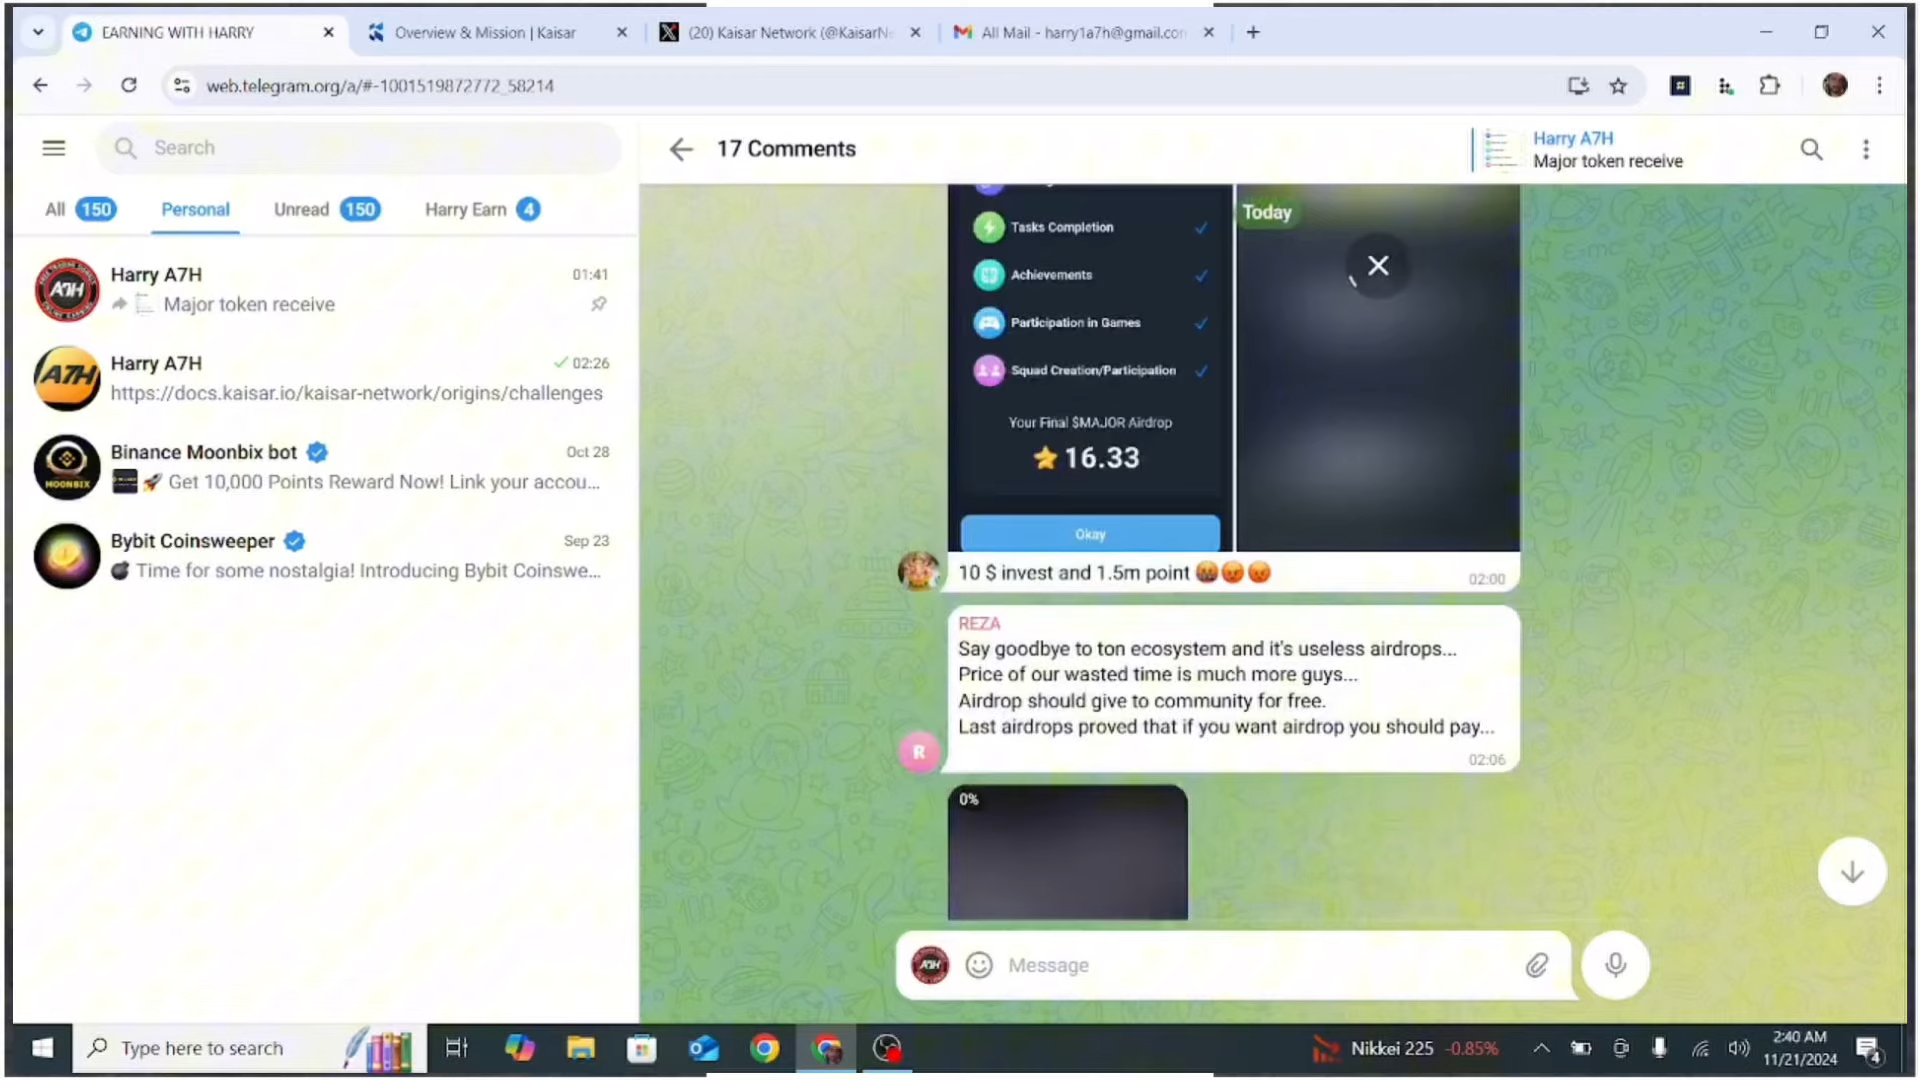 EARNING WITH HARRY
Overview & Mission | Kaisar
(20) Kaisar Network (@KaisarNe
All Mail - harry1a7h@gmail.com
web.telegram.org/a/#-1001519872772_58214
Search
17 Comments
Harry A7H
Major token receive
All 150
Personal
Unread 150
Harry Earn 4
Harry A7H
01:41
Major token receive
Harry A7H
02:26
https://docs.kaisar.io/kaisar-network/origins/challenges
Binance Moonbix bot
Oct 28
MOONBIX
Get 10,000 Points Reward Now! Link your accou...
Bybit Coinsweeper
Sep 23
Time for some nostalgia! Introducing Bybit Coinswe...
Today
Tasks Completion
Achievements
Participation in Games
Squad Creation/Participation
Your Final $MAJOR Airdrop
16.33
Okay
10 $ invest and 1.5m point 🤬😡😡
02:00
REZA
Say goodbye to ton ecosystem and it's useless airdrops...
Price of our wasted time is much more guys...
Airdrop should give to community for free.
Last airdrops proved that if you want airdrop you should pay...
R
02:06
0%
A7H
Message
Type here to search
Nikkei 225 -0.85%
2:40 AM
11/21/2024
4